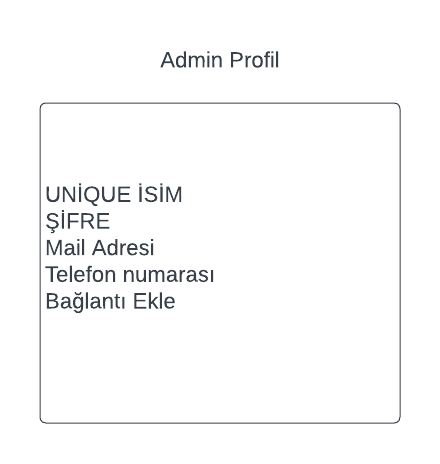 Admin Profil
UNİQUE İSİM
ŞİFRE
Mail Adresi
Telefon numarası
Bağlantı Ekle